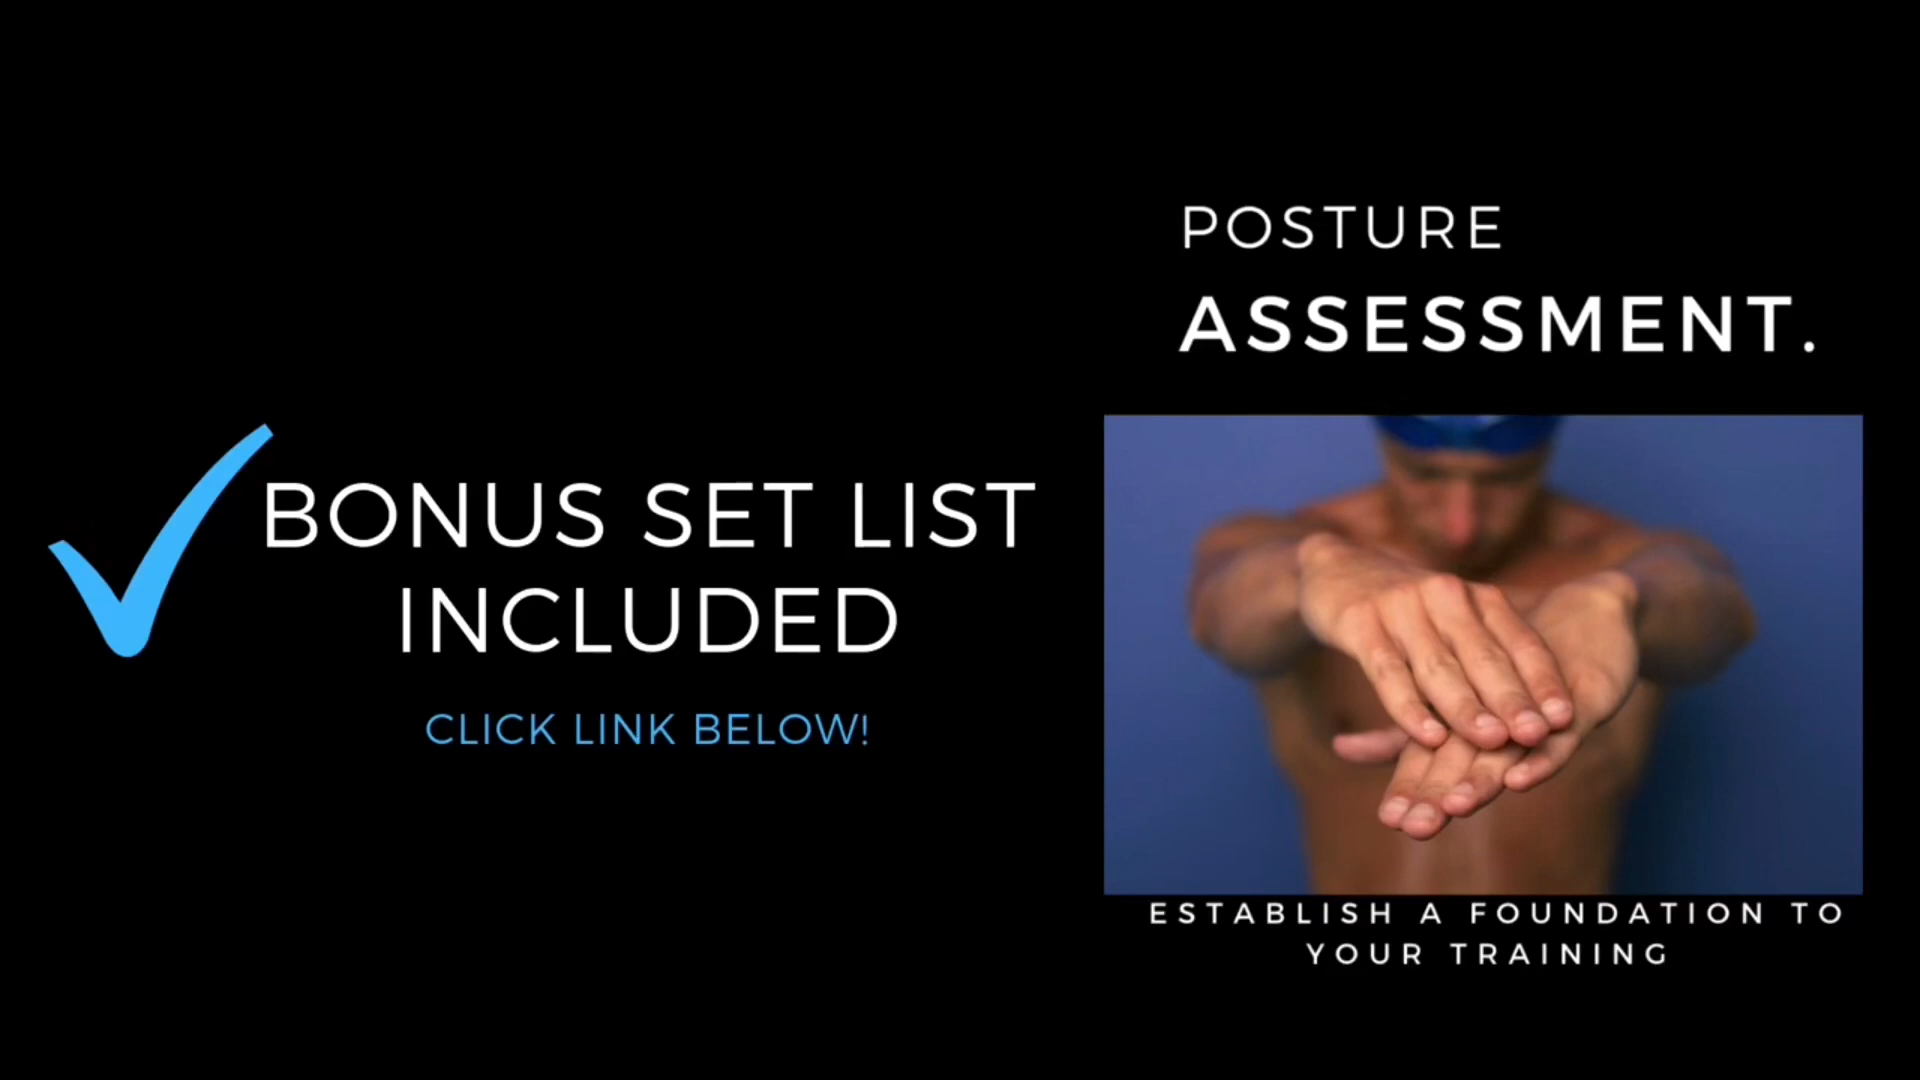 BONUS SET LIST
INCLUDED
CLICK LINK BELOW!
POSTURE
ASSESSMENT.
ESTABLISH A FOUNDATION TO
YOUR TRAINING